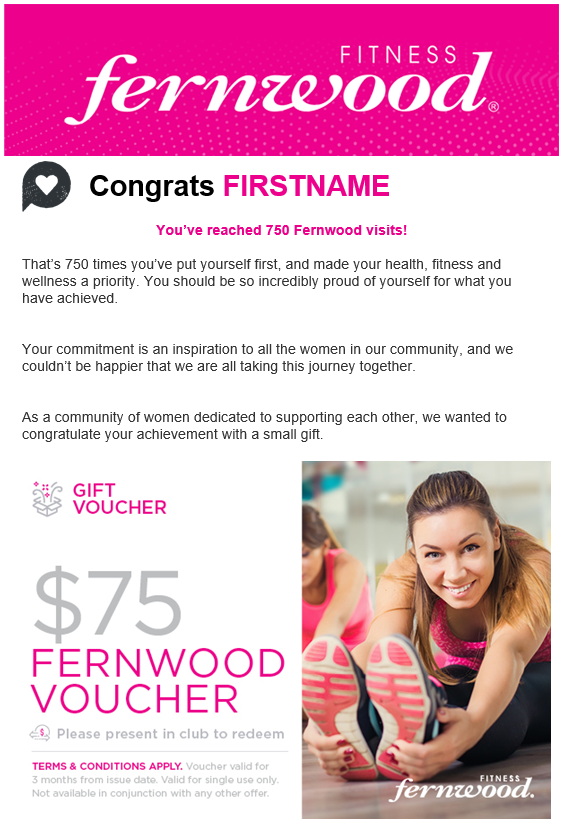 FITNESS
fernwood®
Congrats FIRSTNAME
You’ve reached 750 Fernwood visits!
That’s 750 times you’ve put yourself first, and made your health, fitness and
wellness a priority. You should be so incredibly proud of yourself for what you
have achieved.
Your commitment is an inspiration to all the women in our community, and we
couldn’t be happier that we are all taking this journey together.
As a community of women dedicated to supporting each other, we wanted to
congratulate your achievement with a small gift.
GIFT
VOUCHER
$75
FERNWOOD
VOUCHER
$ Please present in club to redeem
TERMS & CONDITIONS APPLY. Voucher valid for
3 months from issue date. Valid for single use only.
Not available in conjunction with any other offer.
FITNESS
fernwood.